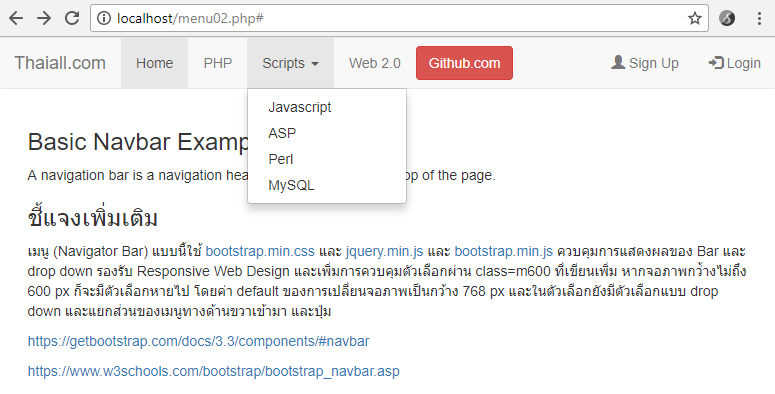 localhost/menu02.php#
Thaiall.com Home PHP Scripts Web 2.0 Github.com Sign Up Login
Javascript
ASP
Perl
MySQL
Basic Navbar
A navigation bar is a navigation of the page.
ชี้แจงเพิ่มเติม
เมนู (Navigator Bar) แบบนี้ใช้ bootstrap.min.css และ jquery.min.js และ bootstrap.min.js ควบคุมการแสดงผลของ Bar และ
drop down รองรับ Responsive Web Design และเพิ่มการควบคุมตัวเลือกผ่าน class=m600 ที่เขียนเพิ่ม หากจอภาพกว้างไม่ถึง
600 px ก็จะมีตัวเลือกหายไป โดยค่า default ของการเปลี่ยนจอภาพเป็นกว้าง 768 px และในตัวเลือกยังมีตัวเลือกแบบ drop
down และแยกส่วนของเมนูทางด้านขวาเข้ามา และปุ่ม
https://getbootstrap.com/docs/3.3/components/#navbar
https://www.w3schools.com/bootstrap/bootstrap_navbar.asp